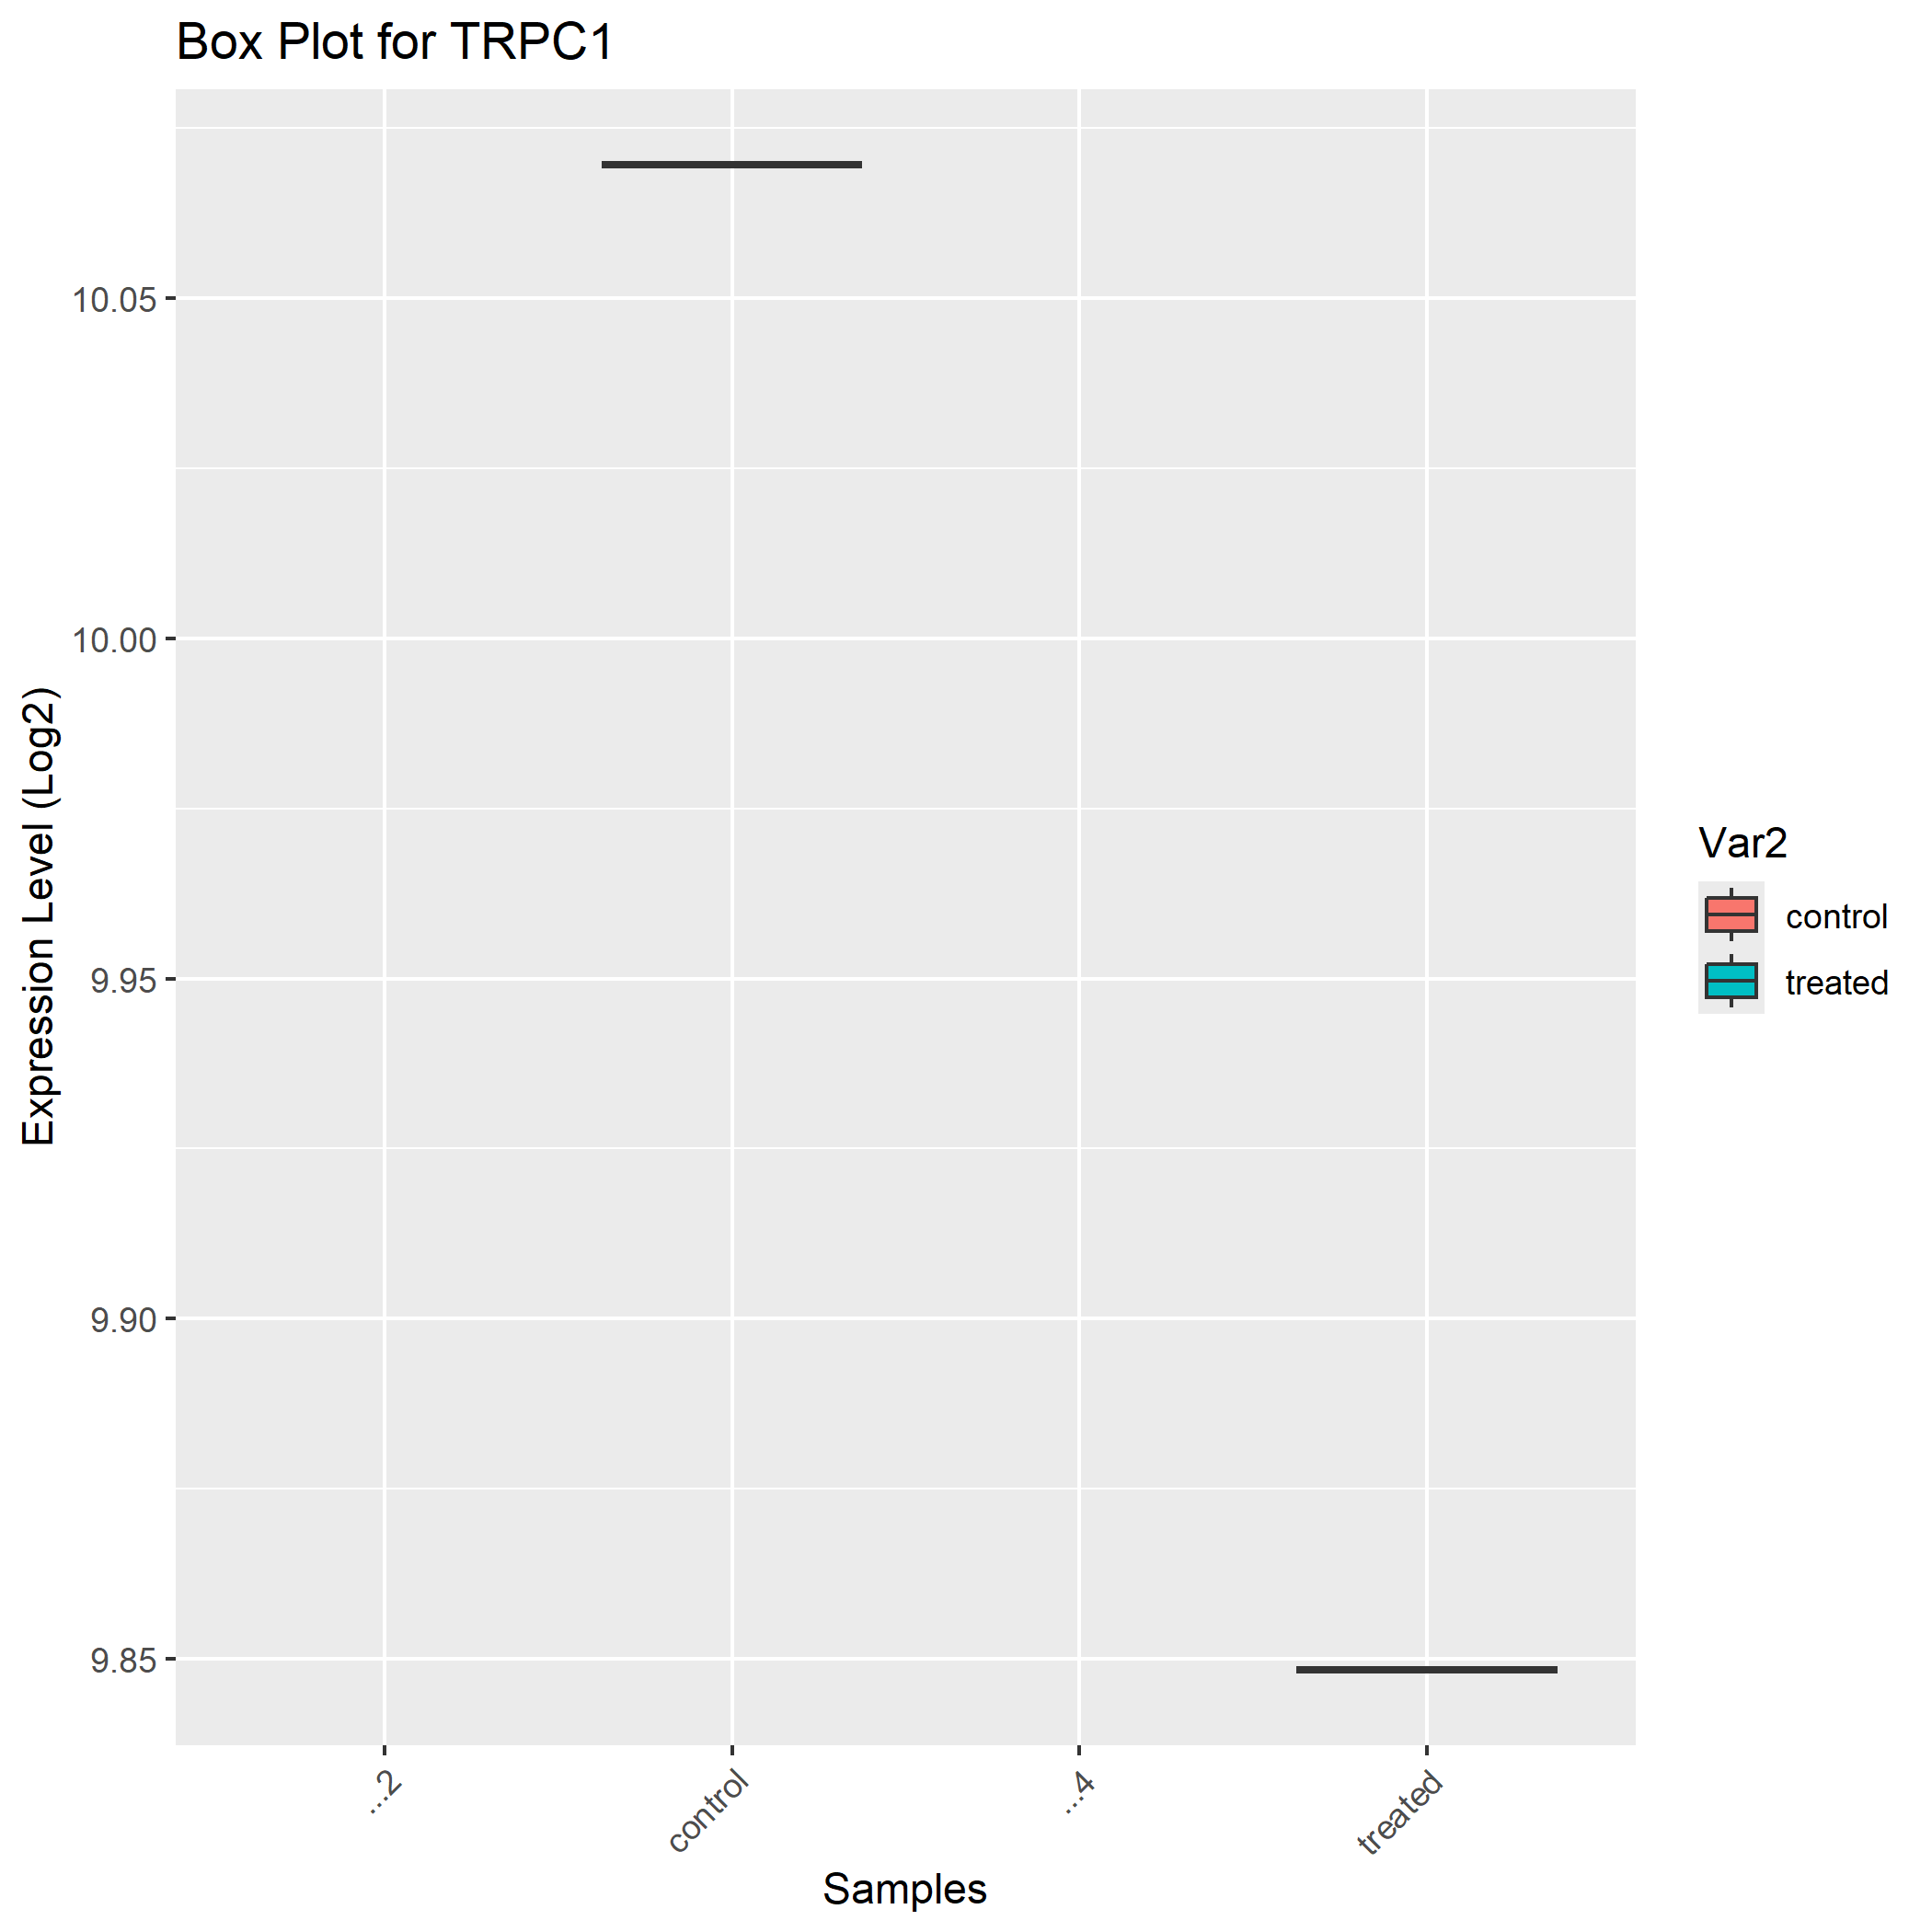 Box Plot for TRPC1
Expression Level (Log2)
10.05
10.00
9.95
9.90
9.85
...2
control
...4
treated
Samples
Var2
control
treated